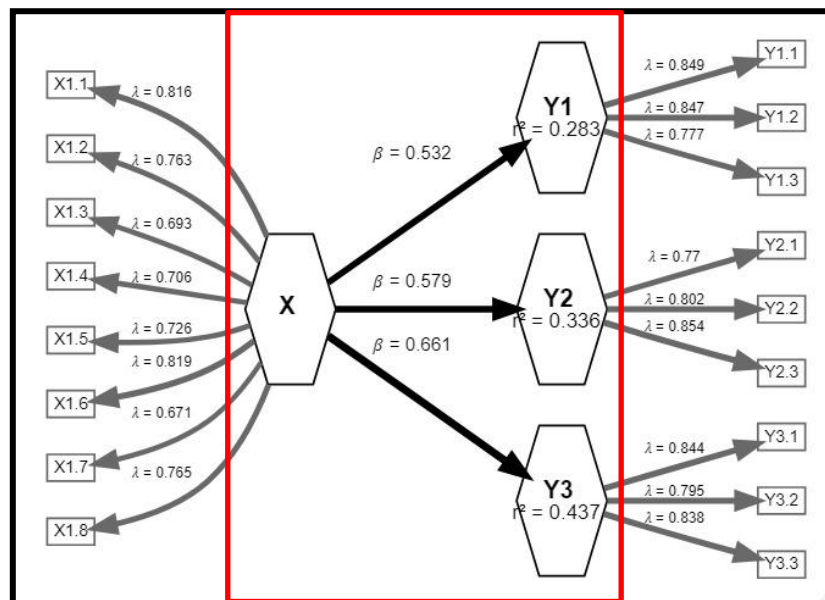 X1.1
X1.2
X1.3
X1.4
X1.5
X1.6
X1.7
X1.8
λ = 0.816
λ = 0.763
λ = 0.693
λ = 0.706
λ = 0.726
λ = 0.819
λ = 0.671
λ = 0.765
X
β = 0.532
β = 0.579
β = 0.661
Y1
r² = 0.283
Y2
r² = 0.336
Y3
r² = 0.437
λ = 0.849
λ = 0.847
λ = 0.777
λ = 0.77
λ = 0.802
λ = 0.854
λ = 0.844
λ = 0.795
λ = 0.838
Y1.1
Y1.2
Y1.3
Y2.1
Y2.2
Y2.3
Y3.1
Y3.2
Y3.3